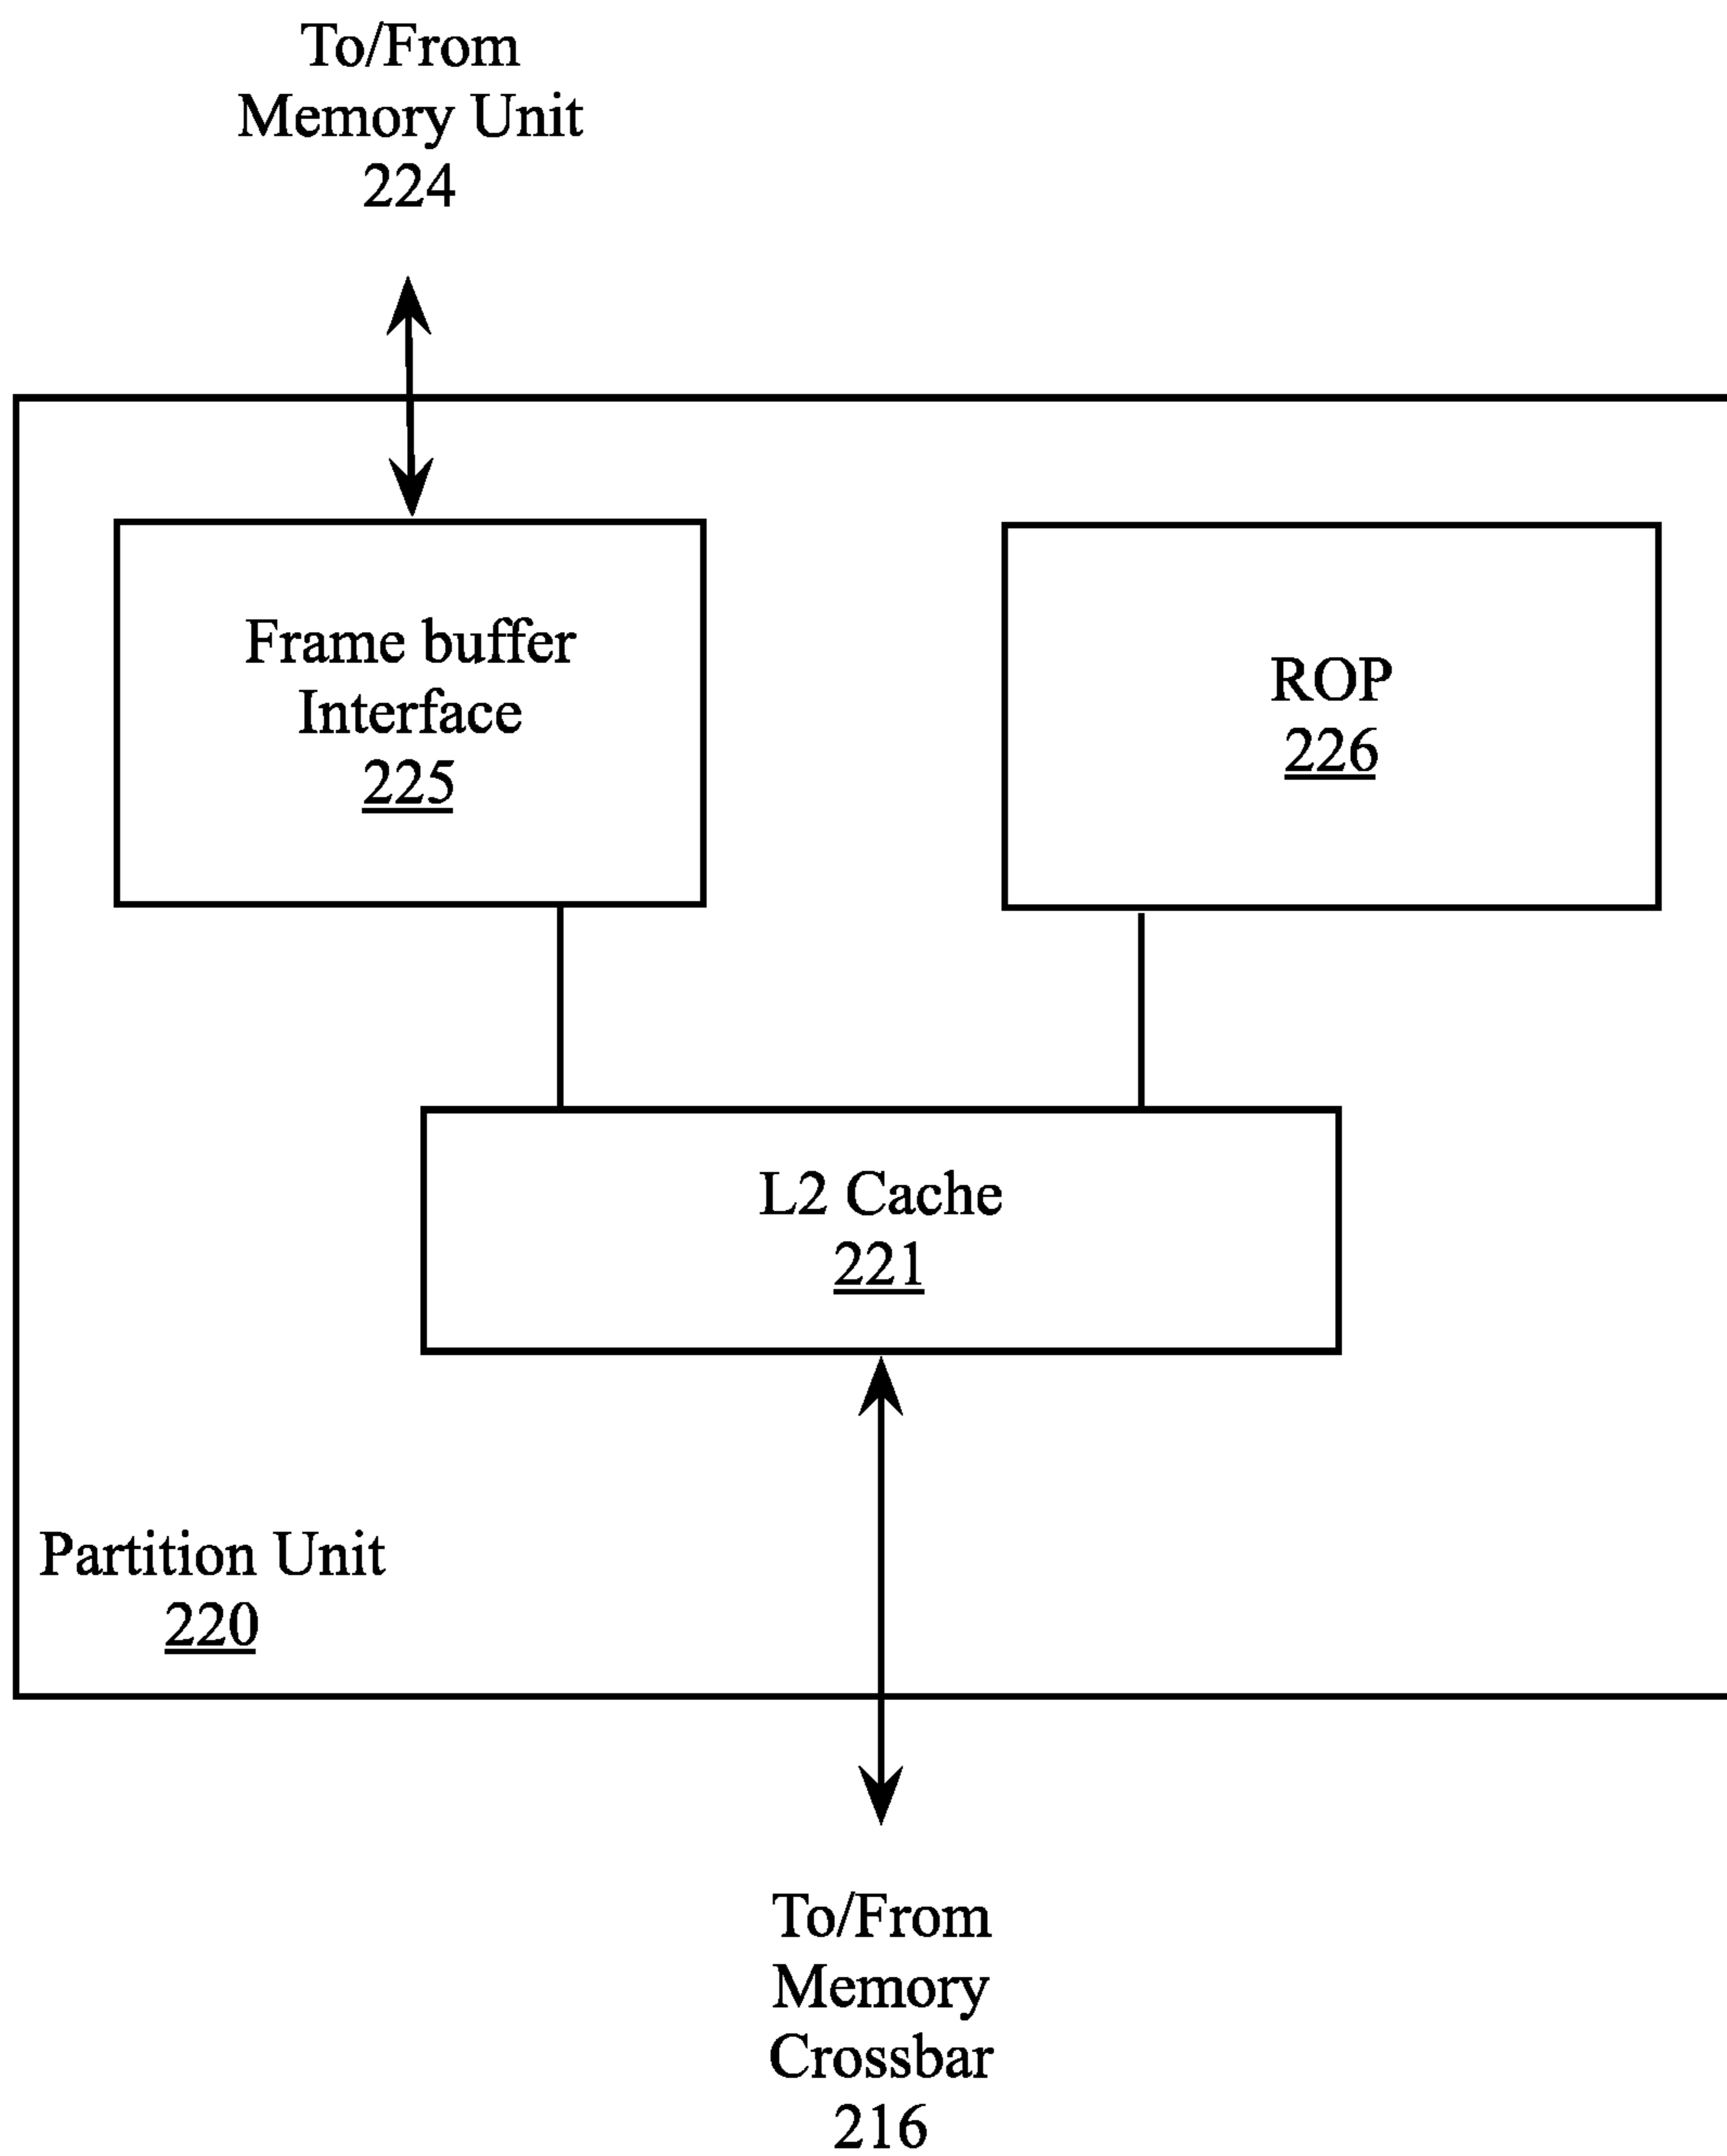 To/From
Memory Unit
224
Frame buffer
Interface
225
ROP
226
L2 Cache
221
Partition Unit
220
To/From
Memory
Crossbar
216